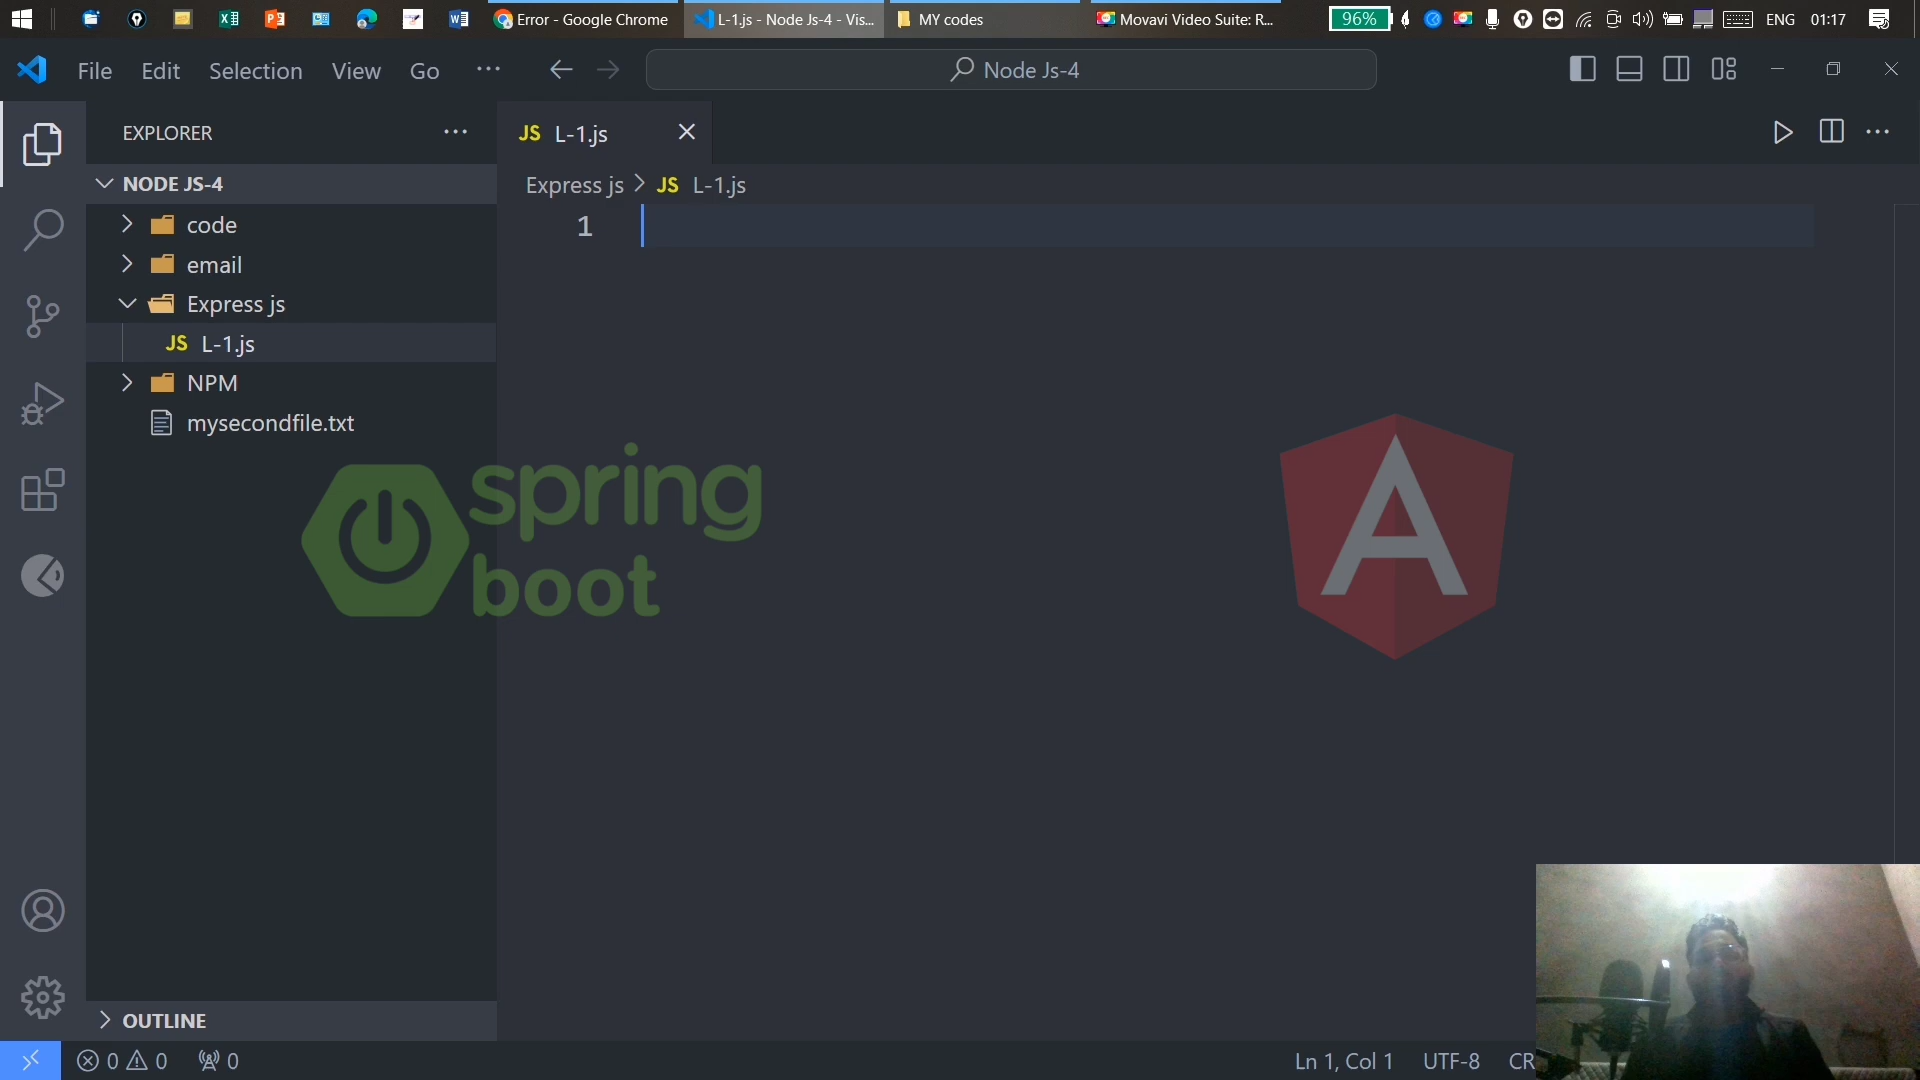 Error - Google Chrome
L-1.js - Node Js-4 - Vis...
MY codes
Movavi Video Suite: R...
96%
ENG
01:17
File Edit Selection View Go ...
Node Js-4
EXPLORER
...
JS L-1.js
...
NODE JS-4
Express js > JS L-1.js
1
code
email
Express js
JS L-1.js
NPM
mysecondfile.txt
spring
boot
A
OUTLINE
0 0 0
Ln 1, Col 1 UTF-8 CR